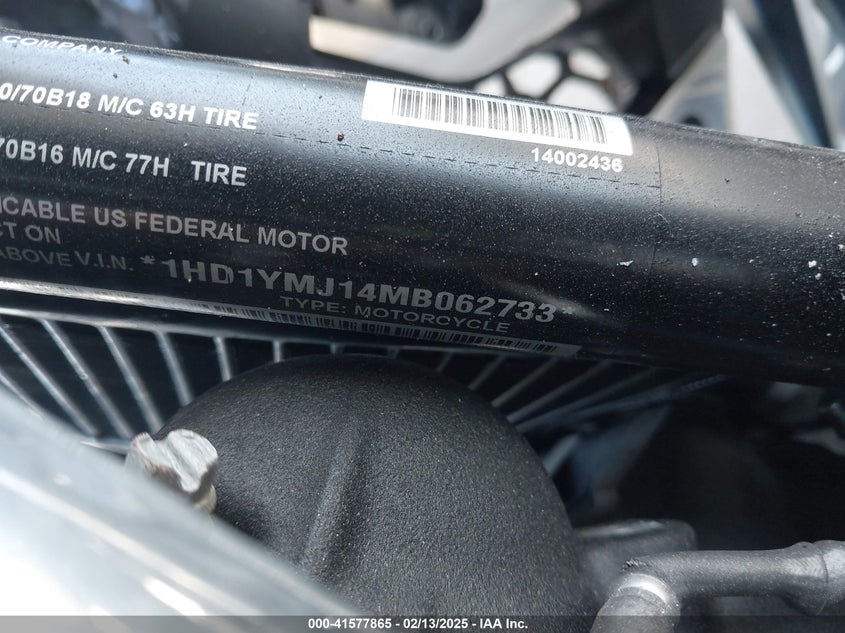 COMPANY
0/70B18 M/C 63H TIRE
14002436
70B16 M/C 77H TIRE
ICABLE US FEDERAL MOTOR
CT ON
ABOVE V.I.N. *1HD1YMJ14MB062733*
TYPE: MOTORCYCLE
000-41577865 - 02/13/2025 - © IAA Inc.